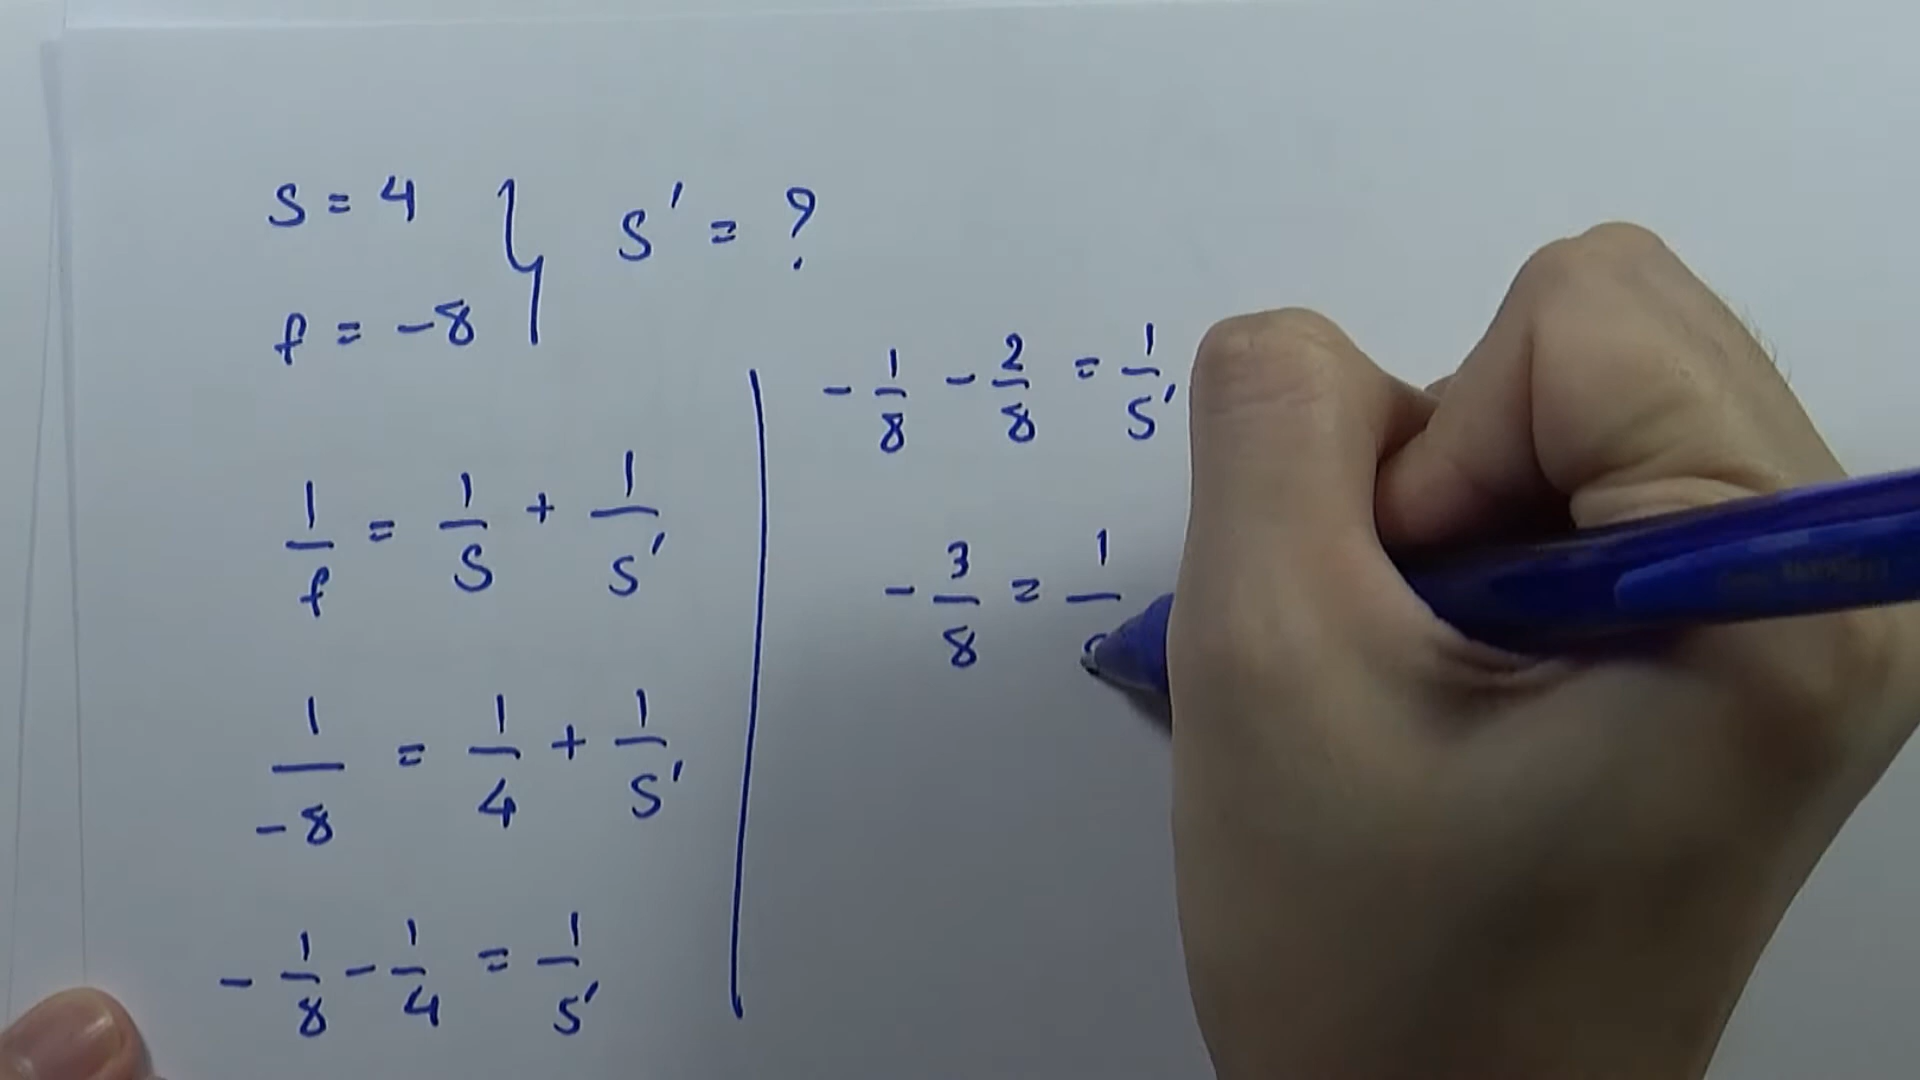 S = 4
f = -8
S' = ?
1/f = 1/S + 1/S'
1/-8 = 1/4 + 1/S'
- 1/8 - 1/4 = 1/S'
- 1/8 - 2/8 = 1/S'
- 3/8 = 1/